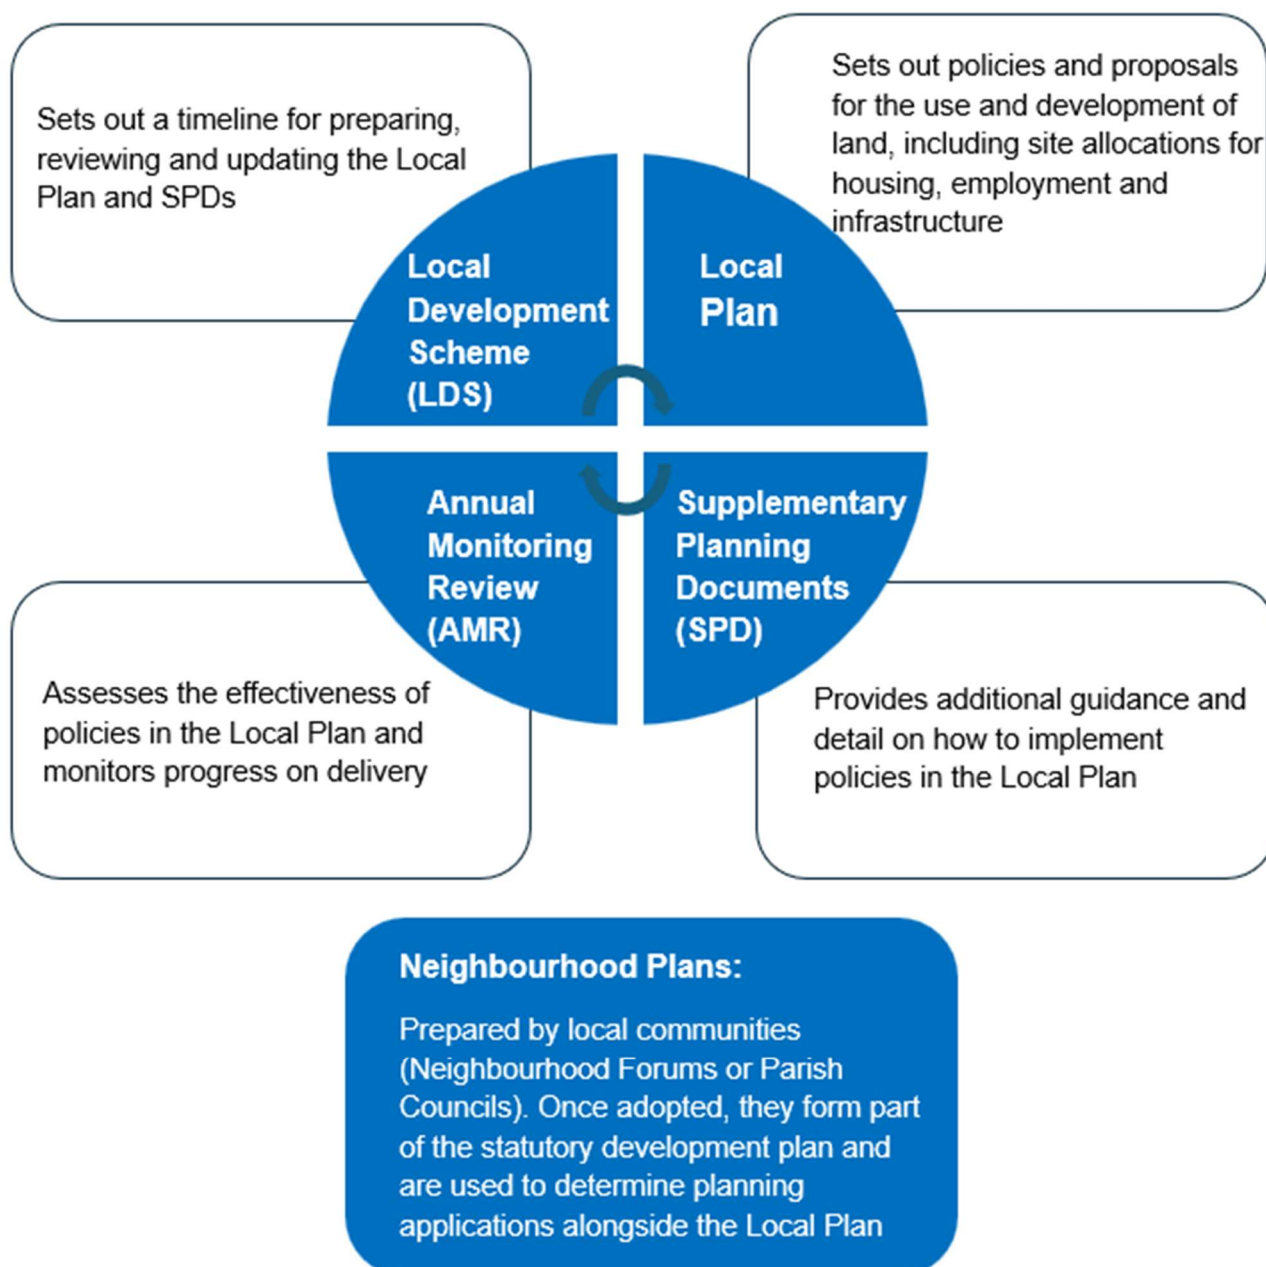 Sets out a timeline for preparing,
reviewing and updating the Local
Plan and SPDs
Sets out policies and proposals
for the use and development of
land, including site allocations for
housing, employment and
infrastructure
Local
Development
Scheme
(LDS)
Local
Plan
Annual
Monitoring
Review
(AMR)
Supplementary
Planning
Documents
(SPD)
Assesses the effectiveness of
policies in the Local Plan and
monitors progress on delivery
Provides additional guidance and
detail on how to implement
policies in the Local Plan
Neighbourhood Plans:
Prepared by local communities
(Neighbourhood Forums or Parish
Councils). Once adopted, they form part
of the statutory development plan and
are used to determine planning
applications alongside the Local Plan